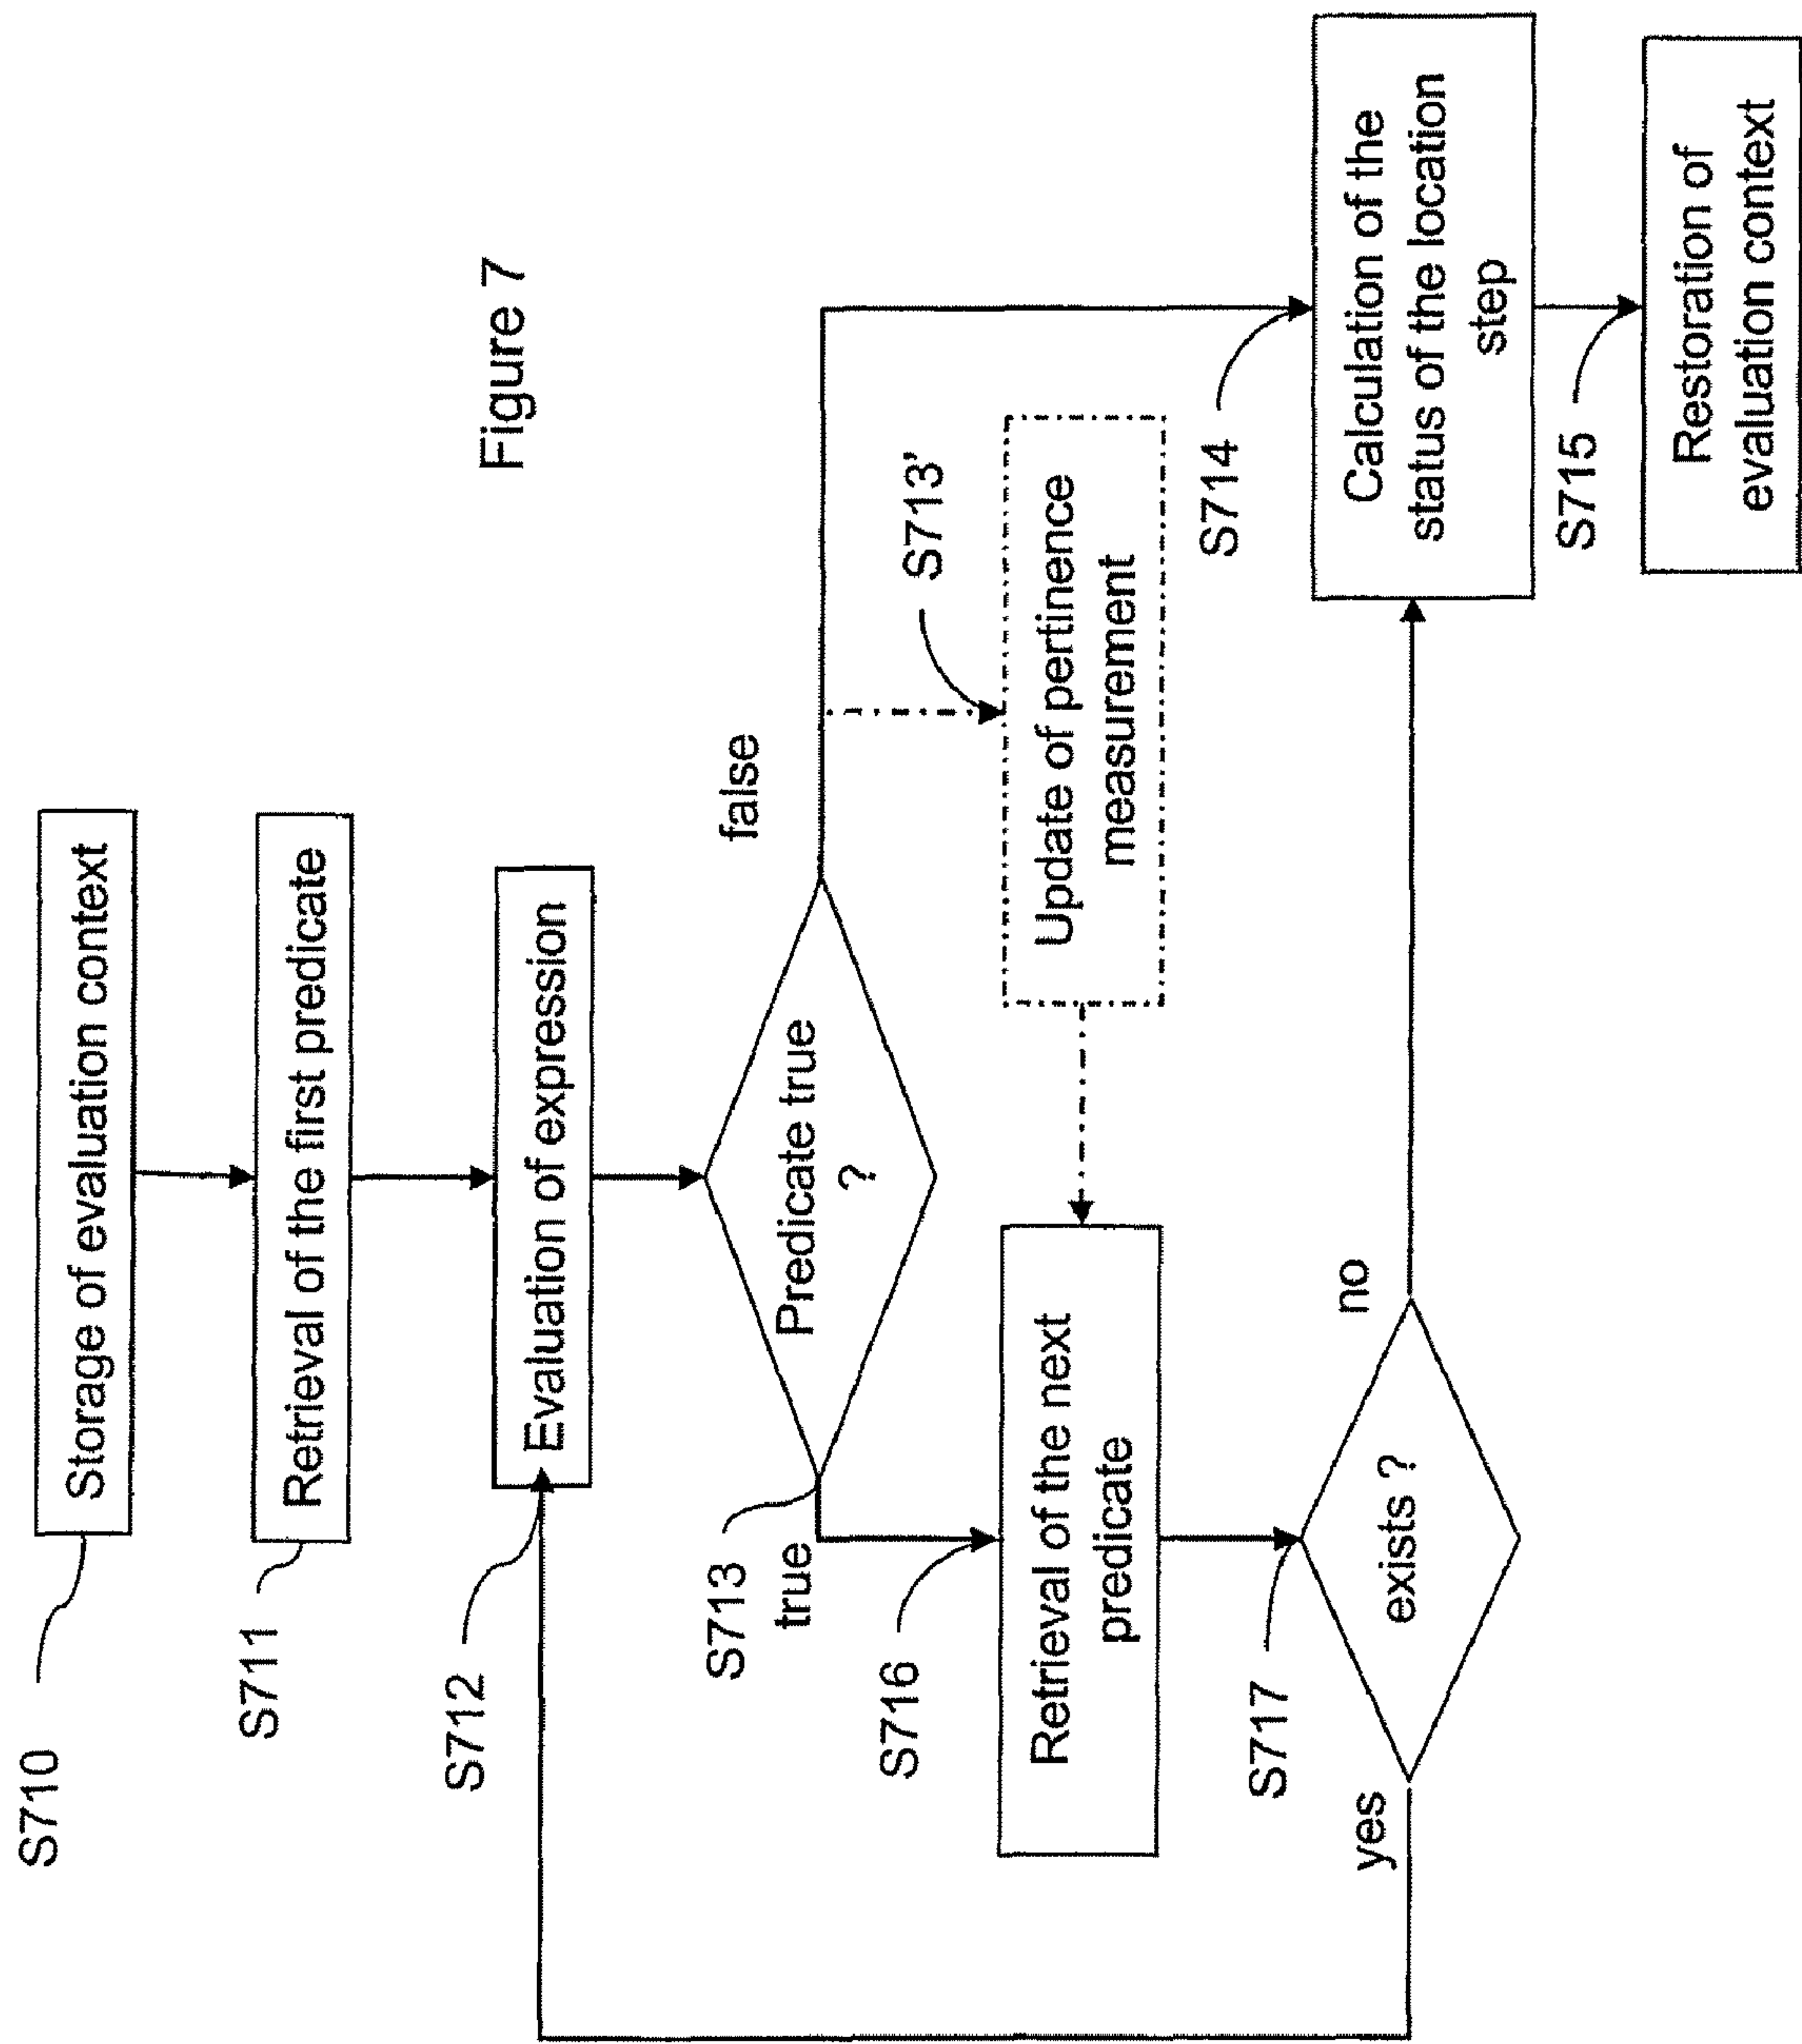 Figure 7
S710
Storage of evaluation context
S711
Retrieval of the first predicate
S712
Evaluation of expression
S713
Predicate true
?
true
false
S713'
Update of pertinence
measurement
S716
Retrieval of the next
predicate
S717
exists ?
yes
no
S714
Calculation of the
status of the location
step
S715
Restoration of
evaluation context